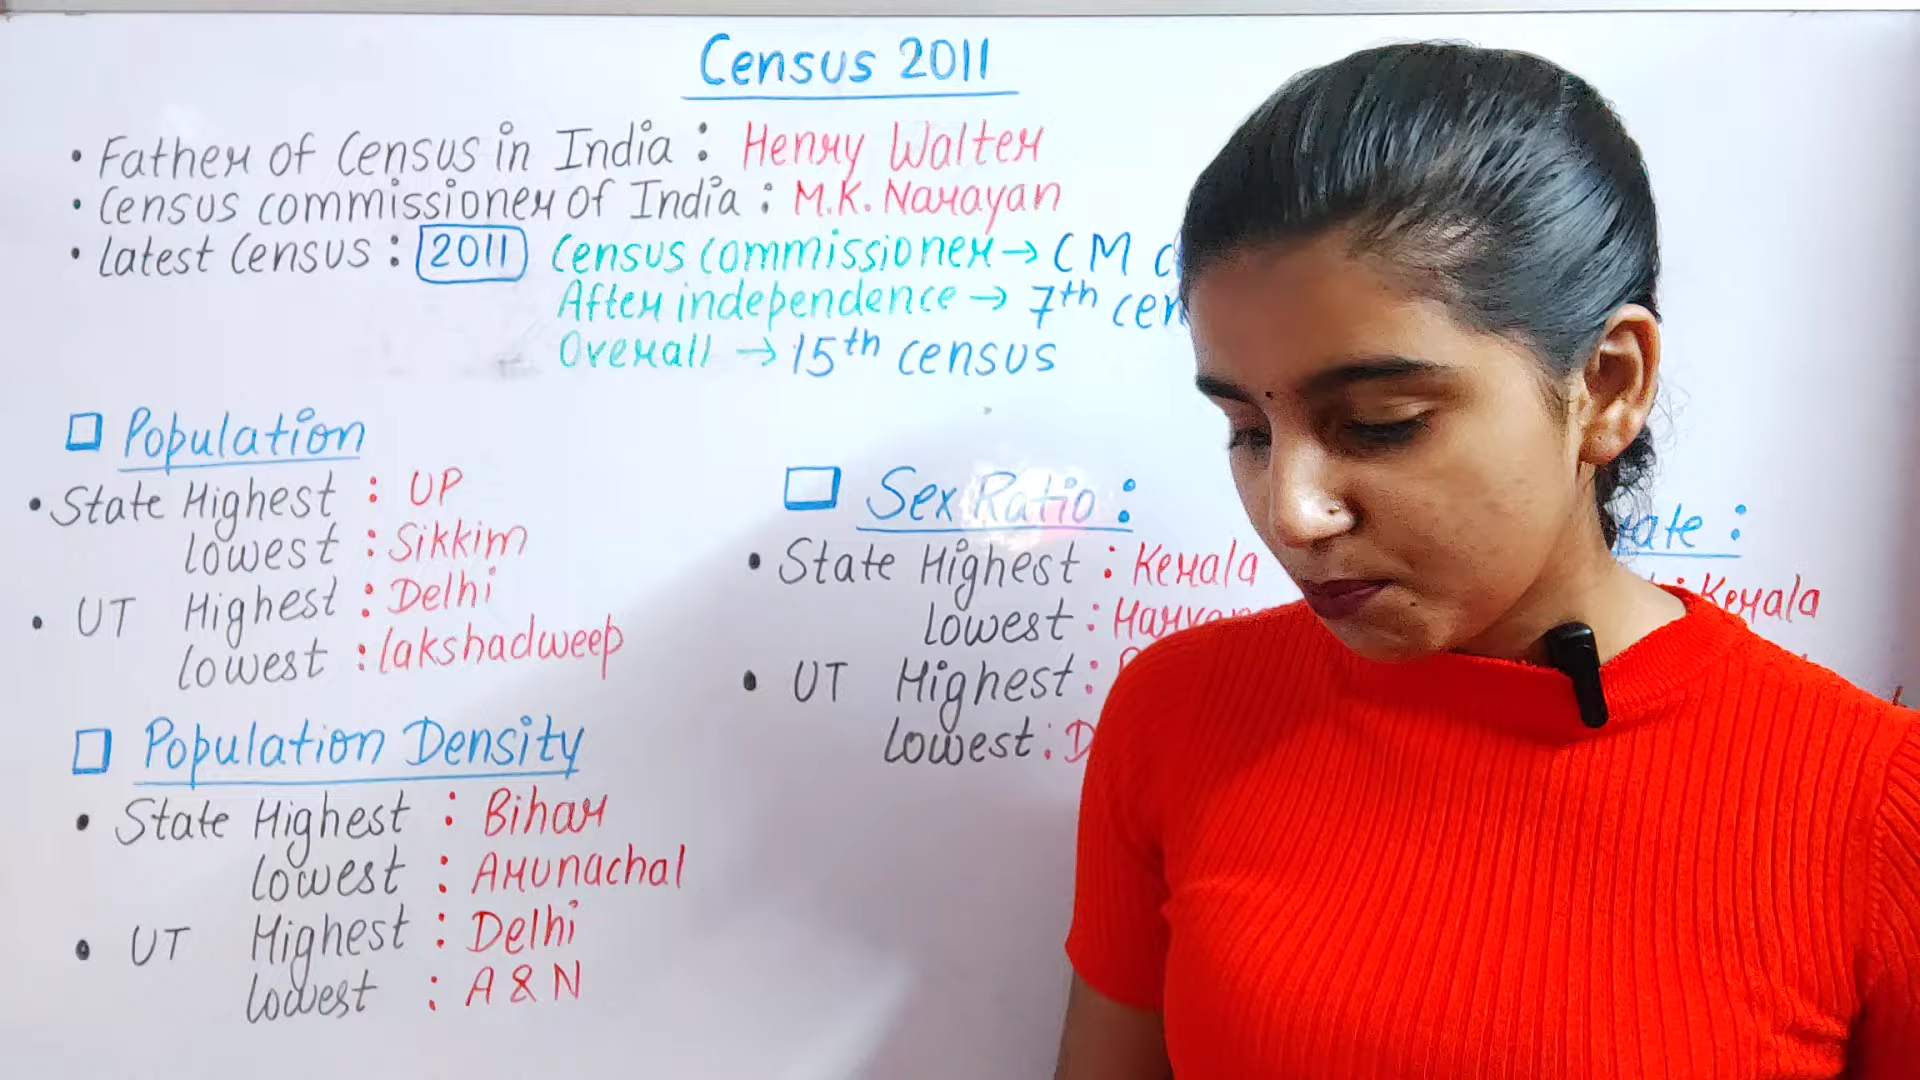 Census 2011
• Father of Census in India : Henry Walter
• Census commissioner of India : M.K. Narayan
• Latest Census : 2011 Census commissioner → CM
After independence → 7th
Overall → 15th census
Population
• State Highest : UP
lowest : Sikkim
• UT Highest : Delhi
lowest : lakshadweep
Population Density
• State Highest : Bihar
lowest : Arunachal
• UT Highest : Delhi
lowest : A & N
Sex Ratio :
• State Highest : Kerala
lowest :
• UT Highest :
lowest :
: Kerala